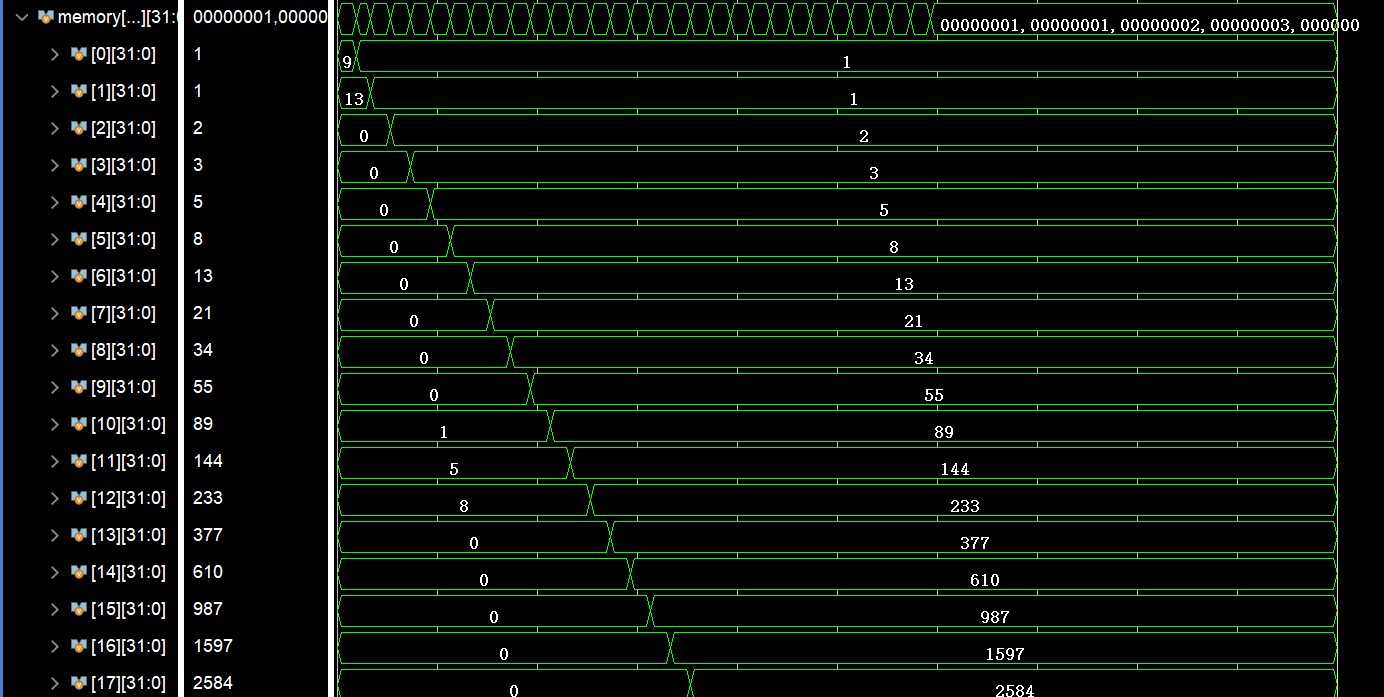 memory[...][31:0 00000001,00000 00000001,00000001,00000002,00000003,000000
[0][31:0] 1 9 1
[1][31:0] 1 13 1
[2][31:0] 2 0 2
[3][31:0] 3 0 3
[4][31:0] 5 0 5
[5][31:0] 8 0 8
[6][31:0] 13 0 13
[7][31:0] 21 0 21
[8][31:0] 34 0 34
[9][31:0] 55 0 55
[10][31:0] 89 1 89
[11][31:0] 144 5 144
[12][31:0] 233 8 233
[13][31:0] 377 0 377
[14][31:0] 610 0 610
[15][31:0] 987 0 987
[16][31:0] 1597 0 1597
[17][31:0] 2584 0 2584